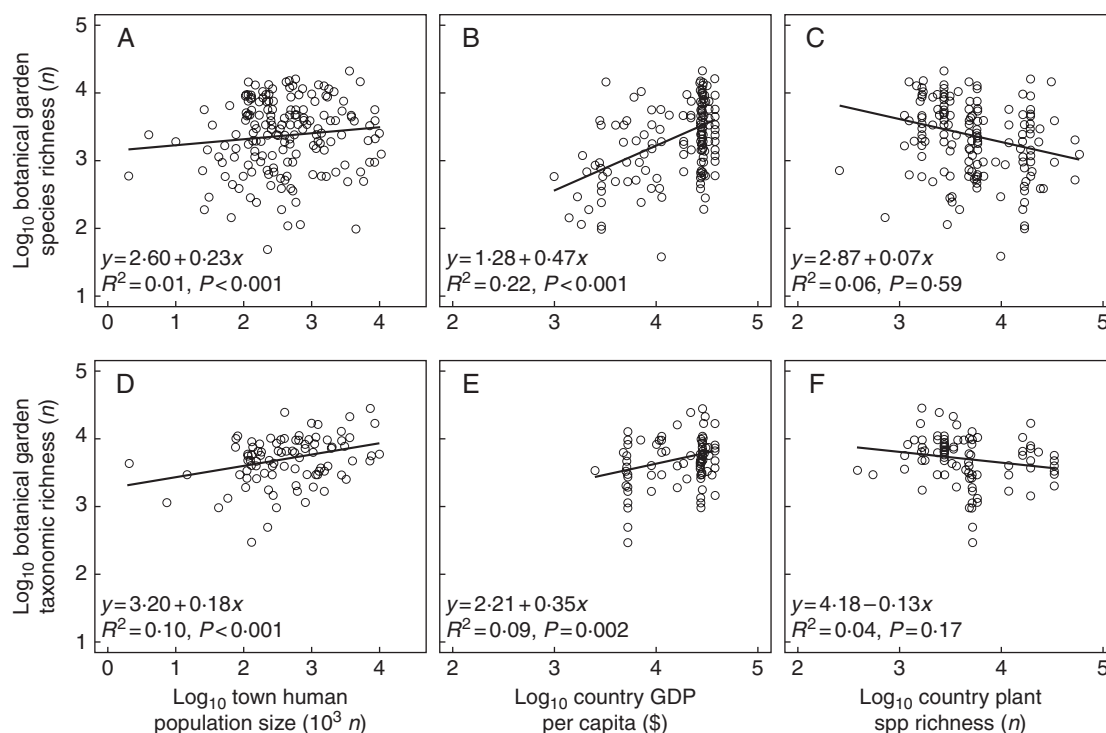 Log10 botanical garden
species richness (n)
A
5
4
3
2
1
y=2·60+0·23x
R²=0·01, P<0·001
0 1 2 3 4
B
y=1·28+0·47x
R²=0·22, P<0·001
2 3 4 5
C
y=2·87+0·07x
R²=0·06, P=0·59
2 3 4 5
Log10 botanical garden
taxonomic richness (n)
D
5
4
3
2
1
y=3·20+0·18x
R²=0·10, P<0·001
0 1 2 3 4
Log10 town human
population size (10³ n)
E
y=2·21+0·35x
R²=0·09, P=0·002
2 3 4 5
Log10 country GDP
per capita ($)
F
y=4·18−0·13x
R²=0·04, P=0·17
2 3 4 5
Log10 country plant
spp richness (n)